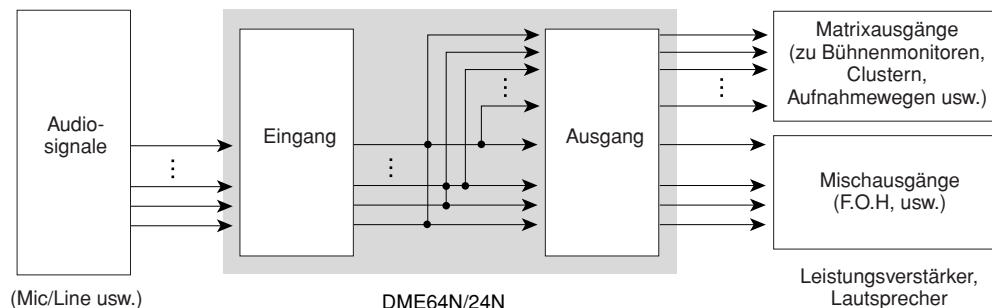 Audio-
signale
(Mic/Line usw.)
Eingang
Ausgang
DME64N/24N
Matrixausgänge
(zu Bühnenmonitoren,
Clustern,
Aufnahmewegen usw.)
Mischausgänge
(F.O.H, usw.)
Leistungsverstärker,
Lautsprecher